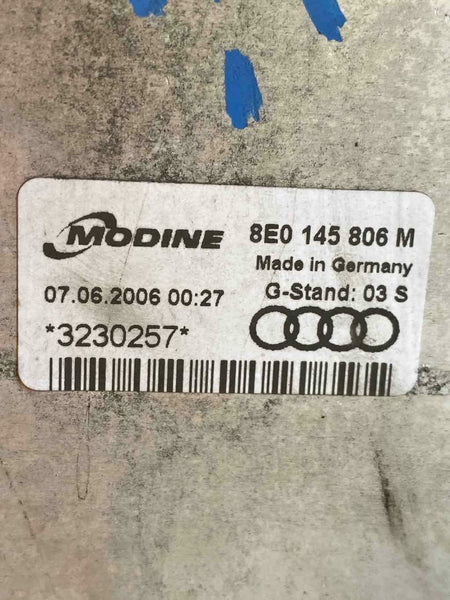 MODINE 8E0 145 806 M
Made in Germany
07.06.2006 00:27 G-Stand: 03 S
*3230257*